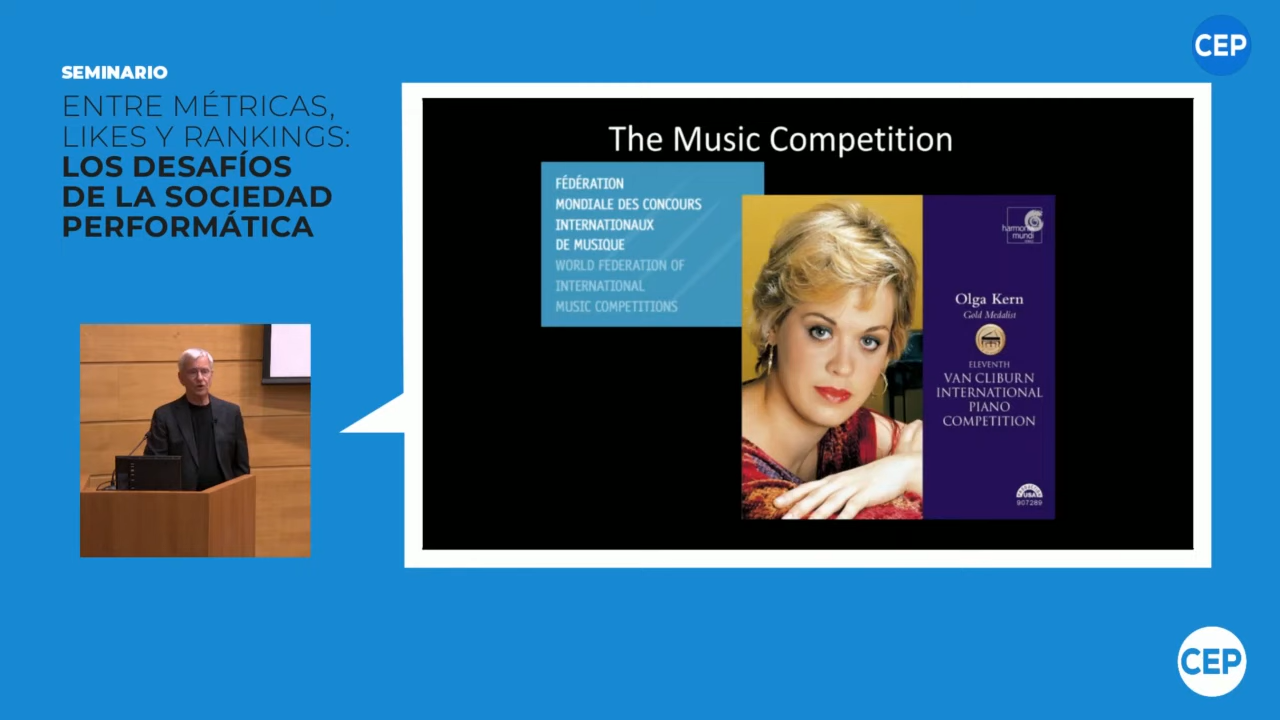 CEP
SEMINARIO
ENTRE MÉTRICAS,
LIKES Y RANKINGS:
LOS DESAFÍOS
DE LA SOCIEDAD
PERFORMÁTICA
The Music Competition
FÉDÉRATION
MONDIALE DES CONCOURS
INTERNATIONAUX
DE MUSIQUE
WORLD FEDERATION OF
INTERNATIONAL
MUSIC COMPETITIONS
harmonia
mundi
Olga Kern
Gold Medalist
ELEVENTH
VAN CLIBURN
INTERNATIONAL
PIANO
COMPETITION
USA
907289
CEP